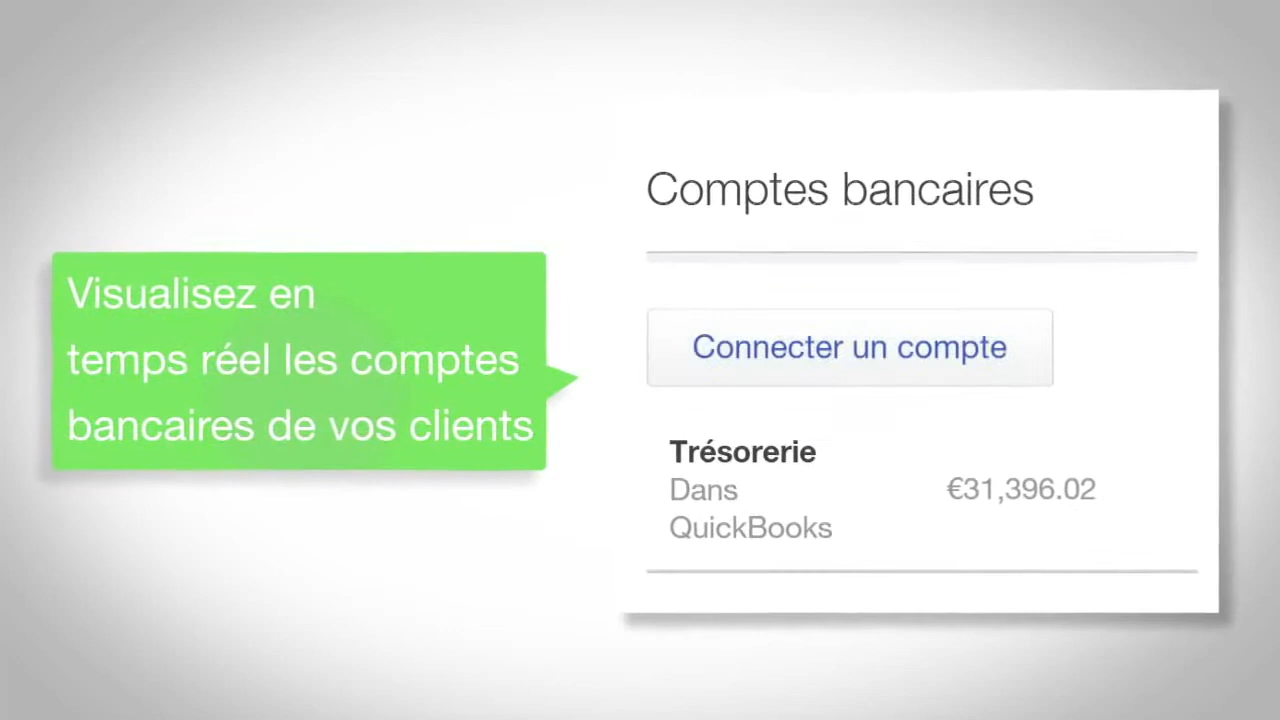 Visualisez en
temps réel les comptes
bancaires de vos clients
Comptes bancaires
Connecter un compte
Trésorerie
Dans €31,396.02
QuickBooks